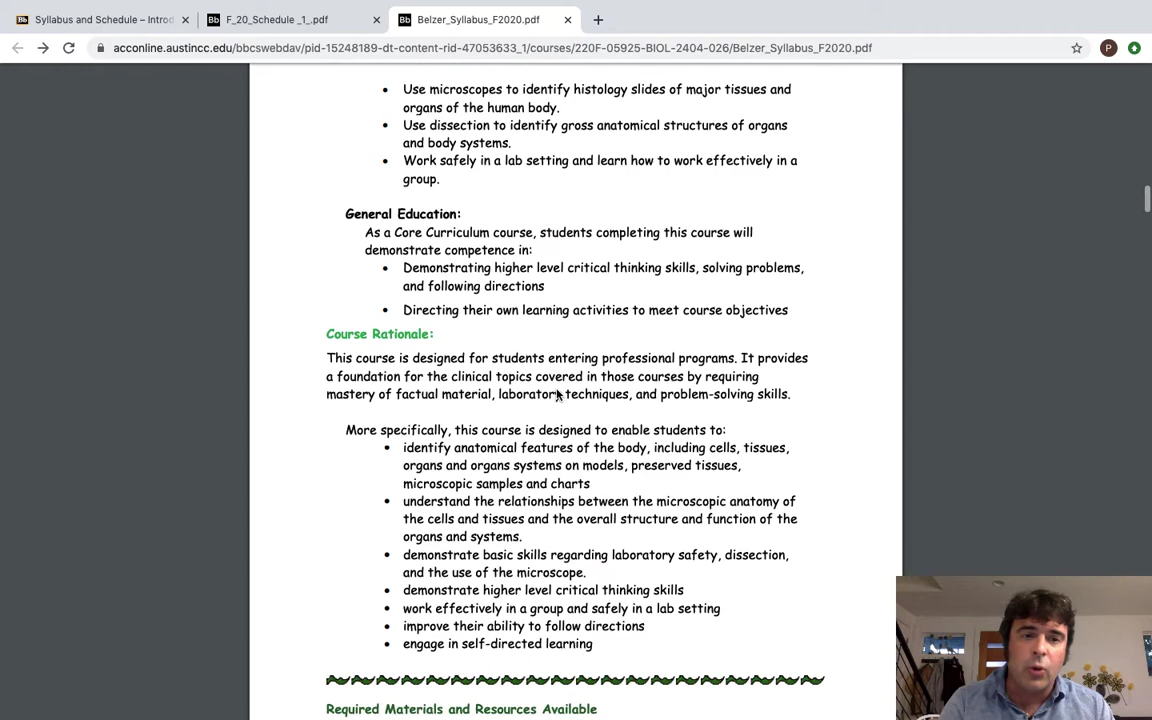 Syllabus and Schedule – Introd
F_20_Schedule _1_.pdf
Belzer_Syllabus_F2020.pdf
acconline.austincc.edu/bbcswebdav/pid-15248189-dt-content-rid-47053633_1/courses/220F-05925-BIOL-2404-026/Belzer_Syllabus_F2020.pdf
P
• Use microscopes to identify histology slides of major tissues and
organs of the human body.
• Use dissection to identify gross anatomical structures of organs
and body systems.
• Work safely in a lab setting and learn how to work effectively in a
group.
General Education:
As a Core Curriculum course, students completing this course will
demonstrate competence in:
• Demonstrating higher level critical thinking skills, solving problems,
and following directions
• Directing their own learning activities to meet course objectives
Course Rationale:
This course is designed for students entering professional programs. It provides
a foundation for the clinical topics covered in those courses by requiring
mastery of factual material, laboratory techniques, and problem-solving skills.
More specifically, this course is designed to enable students to:
• identify anatomical features of the body, including cells, tissues,
organs and organs systems on models, preserved tissues,
microscopic samples and charts
• understand the relationships between the microscopic anatomy of
the cells and tissues and the overall structure and function of the
organs and systems.
• demonstrate basic skills regarding laboratory safety, dissection,
and the use of the microscope.
• demonstrate higher level critical thinking skills
• work effectively in a group and safely in a lab setting
• improve their ability to follow directions
• engage in self-directed learning
Required Materials and Resources Available